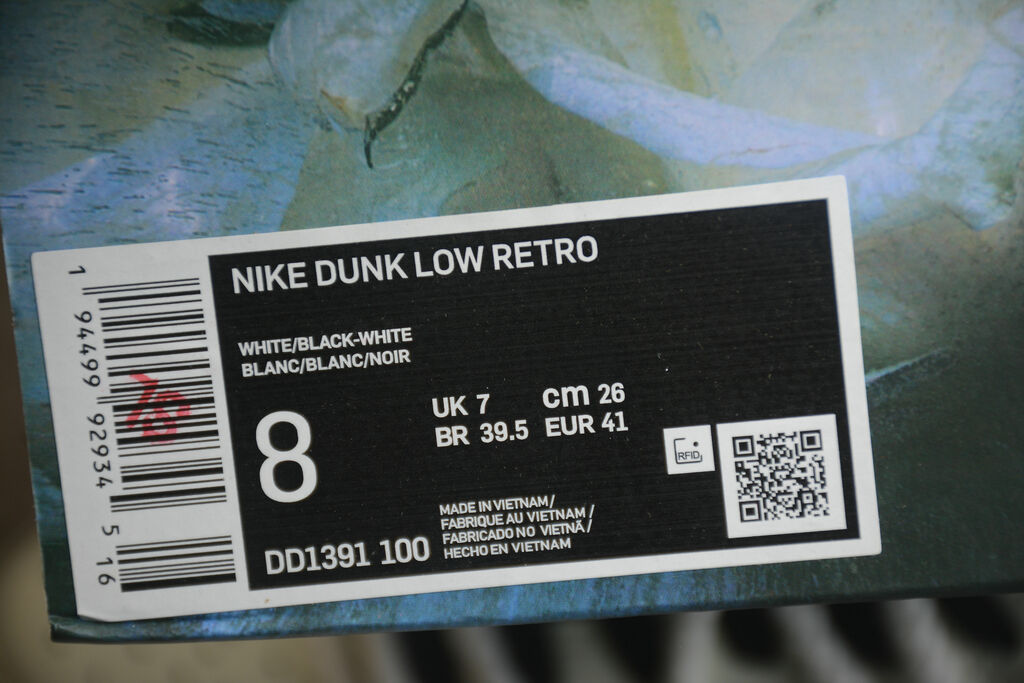 NIKE DUNK LOW RETRO
WHITE/BLACK-WHITE
BLANC/BLANC/NOIR
8
UK 7 cm 26
BR 39.5 EUR 41
RFID
DD1391 100
MADE IN VIETNAM/
FABRIQUE AU VIETNAM/
FABRICADO NO VIETNÃ/
HECHO EN VIETNAM
1 94499 92934 5 16